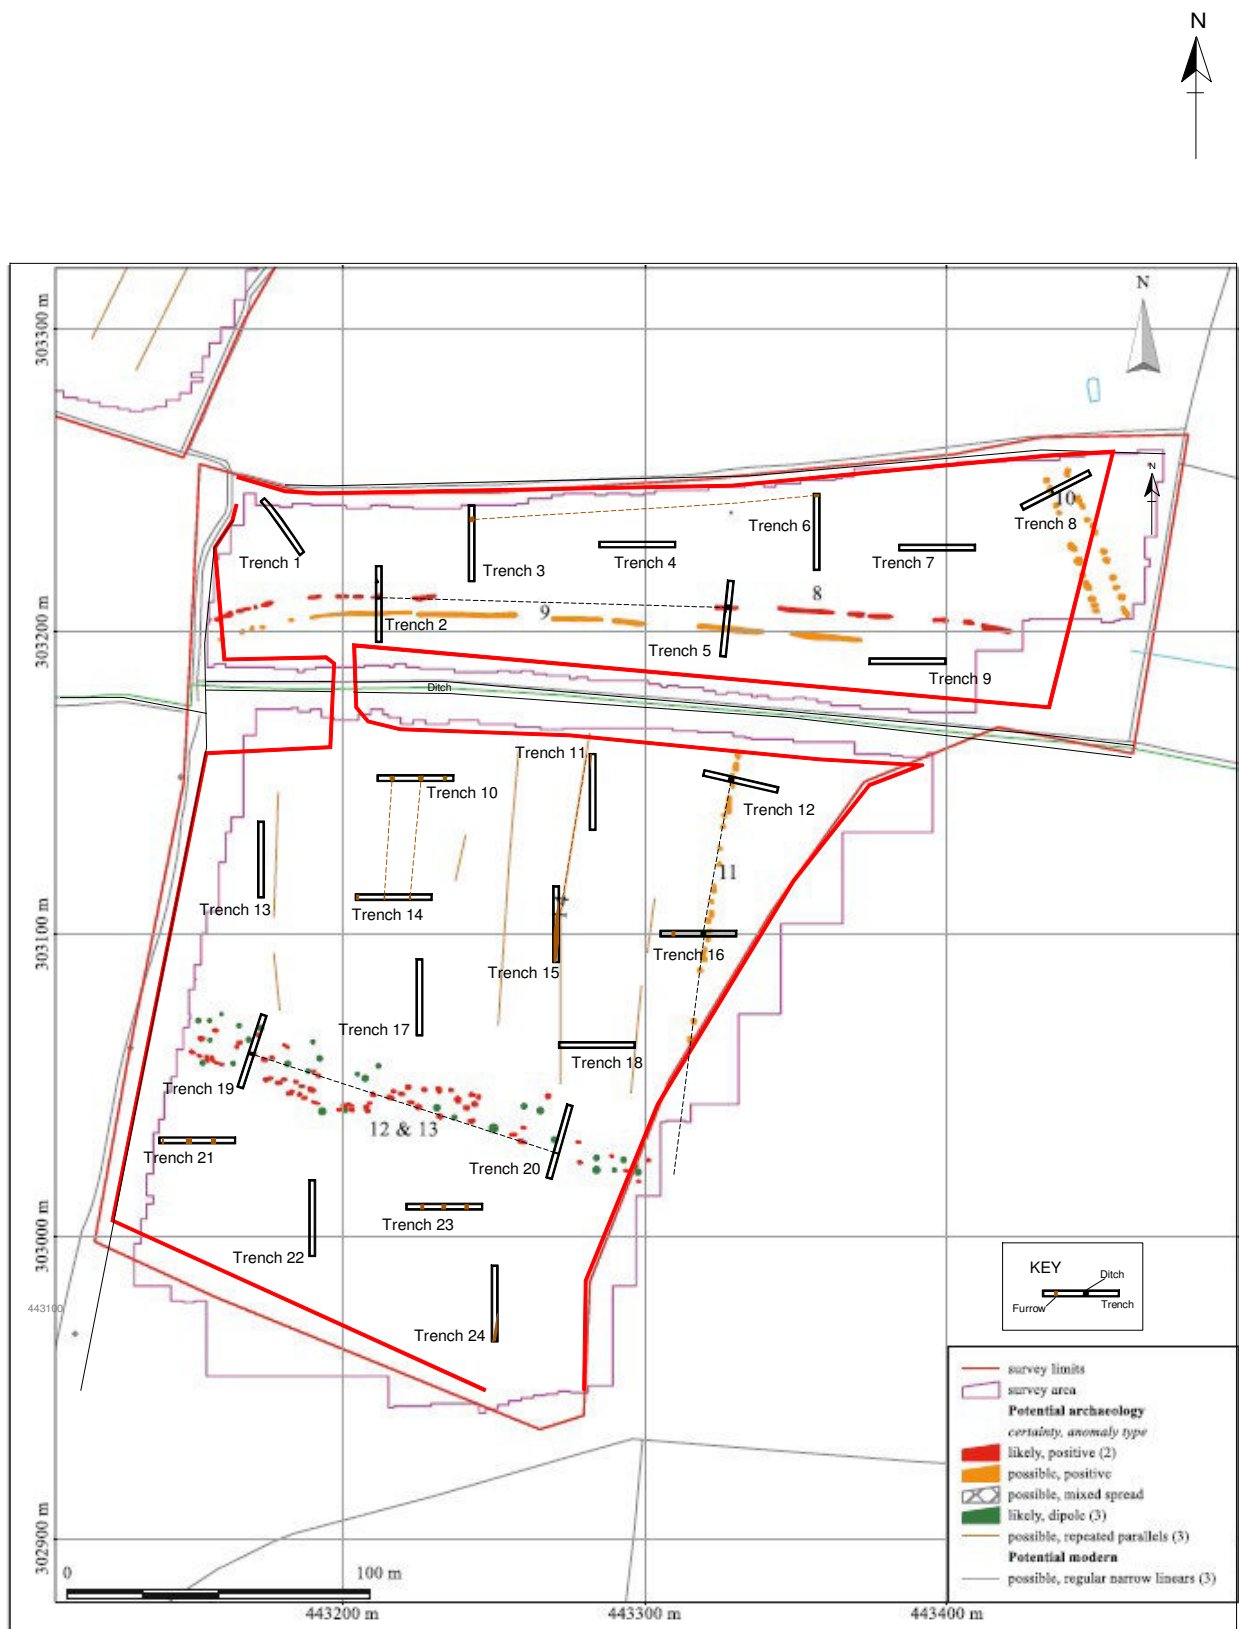 N
303300 m
N
N
10
Trench 8
Trench 6
Trench 1
Trench 3
Trench 4
Trench 7
8
9
Trench 2
303200 m
Trench 5
Trench 9
Ditch
Trench 11
Trench 10
Trench 12
11
Trench 13
Trench 14
14
303100 m
Trench 16
Trench 15
Trench 17
Trench 18
Trench 19
12 & 13
Trench 21
Trench 20
Trench 23
303000 m
Trench 22
KEY
Ditch
Furrow
Trench
443100
Trench 24
survey limits
survey area
Potential archaeology
certainty, anomaly type
likely, positive (2)
possible, positive
possible, mixed spread
likely, dipole (3)
possible, repeated parallels (3)
Potential modern
possible, regular narrow linears (3)
302900 m
0
100 m
443200 m
443300 m
443400 m